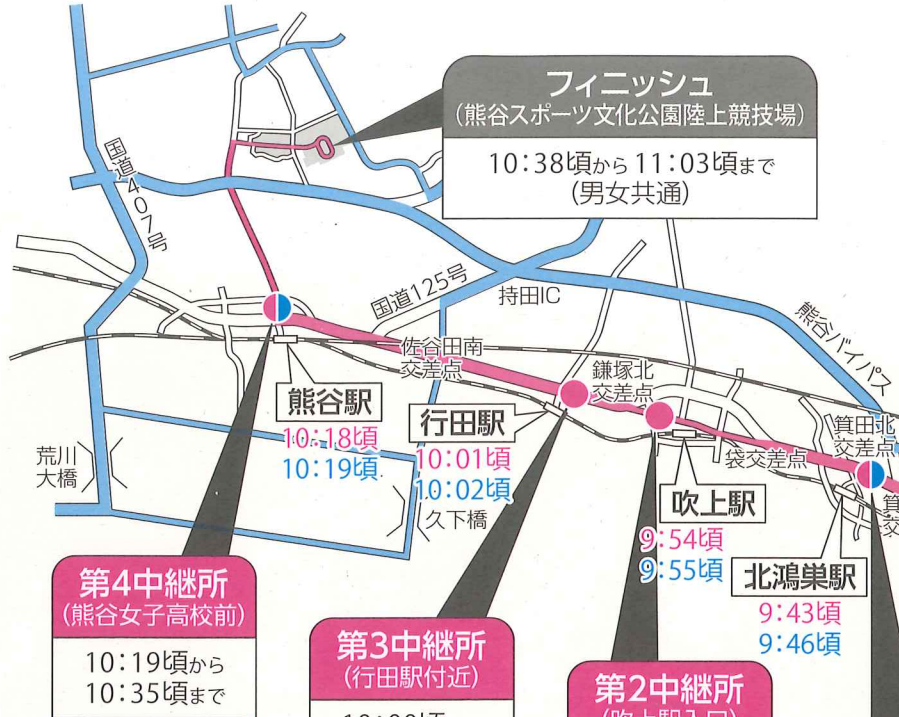 フィニッシュ
(熊谷スポーツ文化公園陸上競技場)
10:38頃から11:03頃まで
(男女共通)
国道407号
国道125号
持田IC
熊谷バイパス
佐谷田南
交差点
鎌塚北
交差点
箕田北
交差点
袋交差点
熊谷駅
10:18頃
10:19頃
行田駅
10:01頃
10:02頃
吹上駅
9:54頃
9:55頃
北鴻巣駅
9:43頃
9:46頃
荒川
大橋
久下橋
第4中継所
(熊谷女子高校前)
10:19頃から
10:35頃まで
第3中継所
(行田駅付近)
第2中継所
(吹上駅入口)